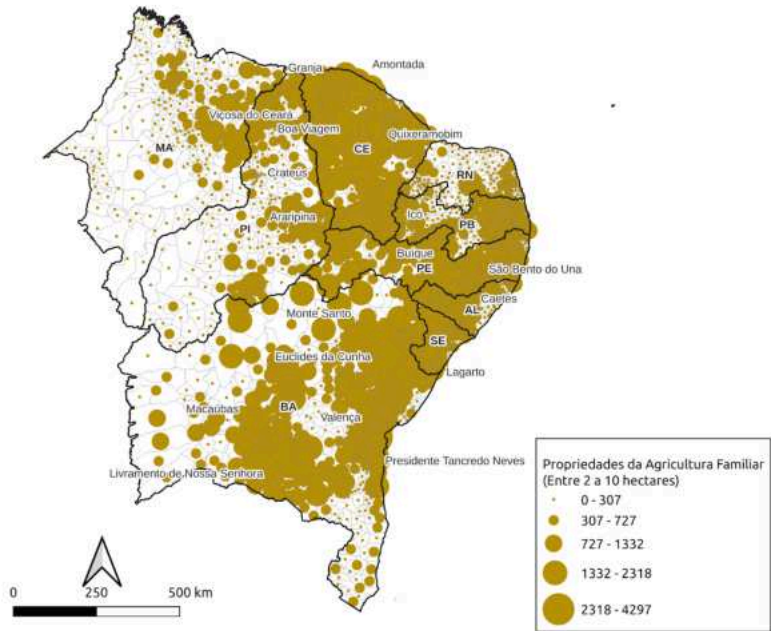 Granja
Amontada
Viçosa do Ceará
Boa Viagem
Quixeramobim
MA
CE
RN
Crateús
Icó
Araripina
PB
PI
Buíque
PE
São Bento do Una
Caetés
AL
Monte Santo
SE
Euclides da Cunha
Lagarto
BA
Macaúbas
Valença
Presidente Tancredo Neves
Livramento de Nossa Senhora
Propriedades da Agricultura Familiar
(Entre 2 a 10 hectares)
0 - 307
307 - 727
727 - 1332
1332 - 2318
2318 - 4297
0 250 500 km